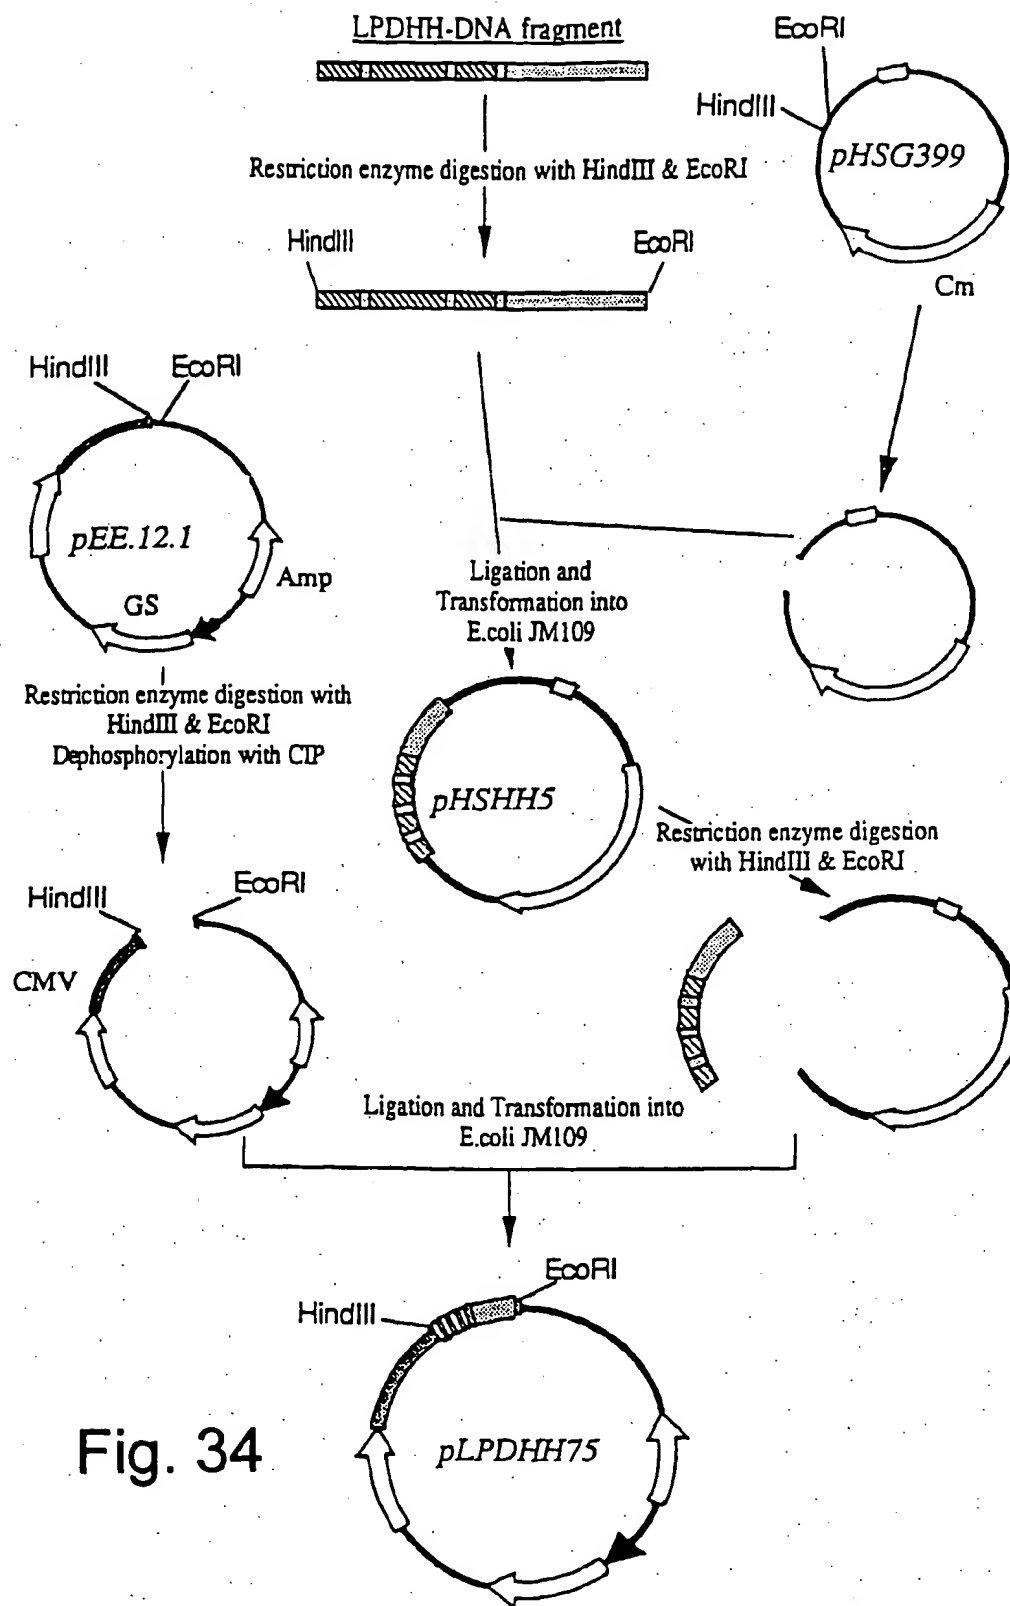 LPDHH-DNA fragment
EcoRI
HindIII
pHSG399
Restriction enzyme digestion with HindIII & EcoRI
HindIII
EcoRI
Cm
HindIII
EcoRI
pEE.12.1
Amp
GS
Ligation and
Transformation into
E.coli JM109
Restriction enzyme digestion with
HindIII & EcoRI
Dephosphorylation with CIP
pHSHH5
Restriction enzyme digestion
with HindIII & EcoRI
HindIII
EcoRI
CMV
Ligation and Transformation into
E.coli JM109
EcoRI
HindIII
pLPDHH75
Fig. 34